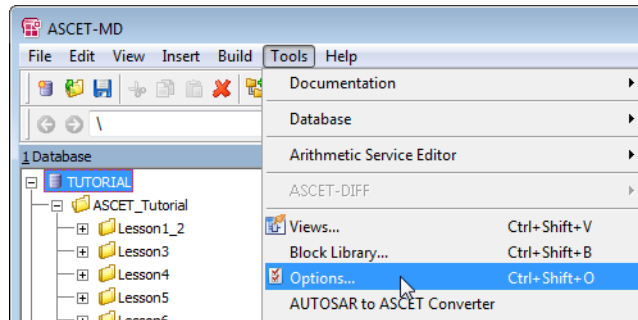 ASCET-MD
File Edit View Insert Build Tools Help
\
1 Database
TUTORIAL
ASCET_Tutorial
Lesson1_2
Lesson3
Lesson4
Lesson5
Lesson6
Documentation
Database
Arithmetic Service Editor
ASCET-DIFF
Views... Ctrl+Shift+V
Block Library... Ctrl+Shift+B
Options... Ctrl+Shift+O
AUTOSAR to ASCET Converter